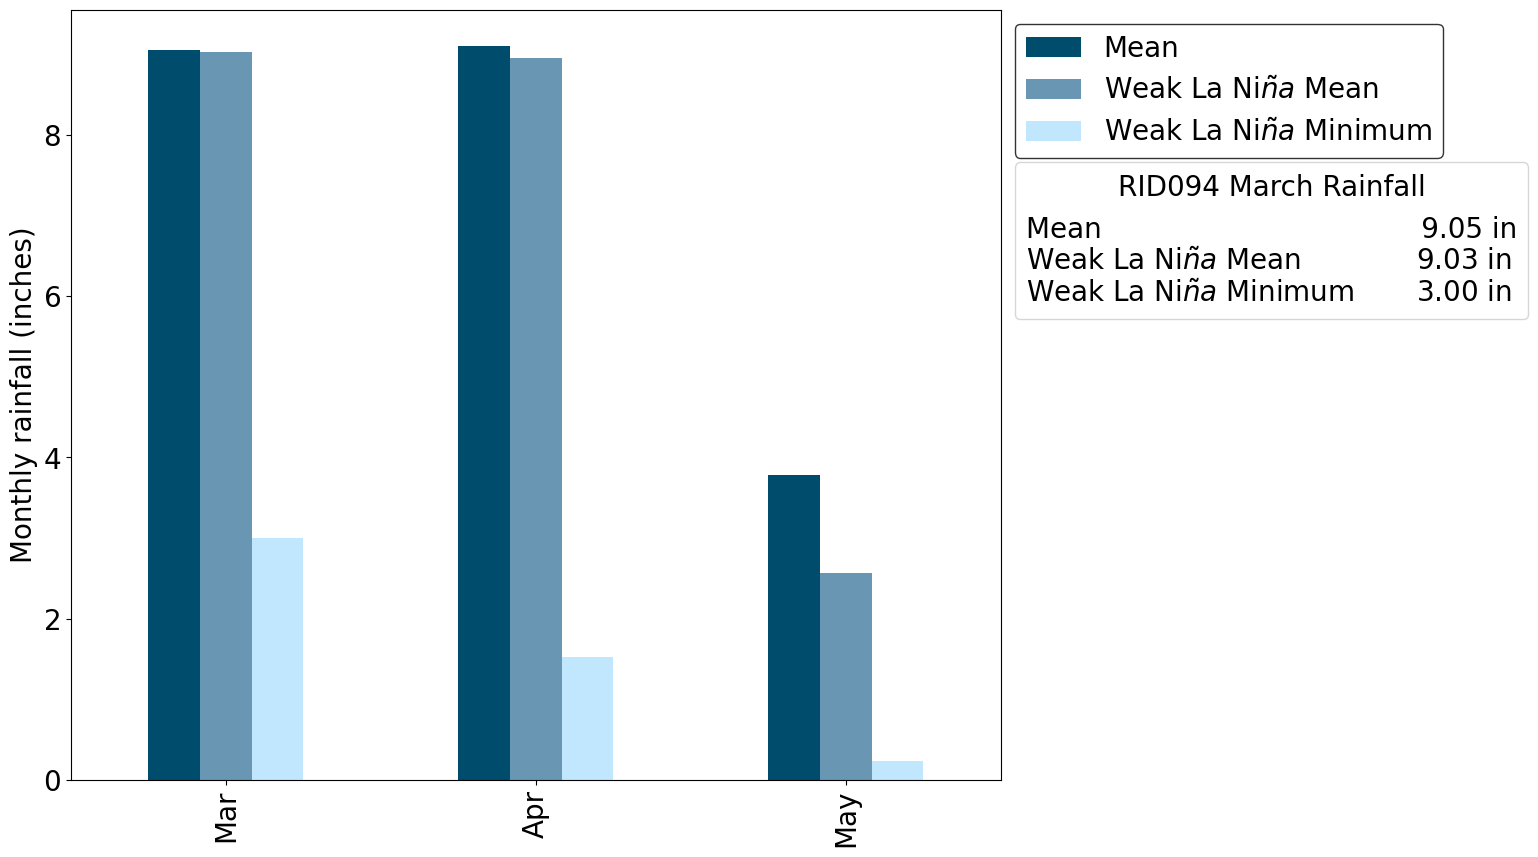 Mean
Weak La Niña Mean
Weak La Niña Minimum
RID094 March Rainfall
Mean 9.05 in
Weak La Niña Mean 9.03 in
Weak La Niña Minimum 3.00 in
Monthly rainfall (inches)
8
6
4
2
0
Mar
Apr
May